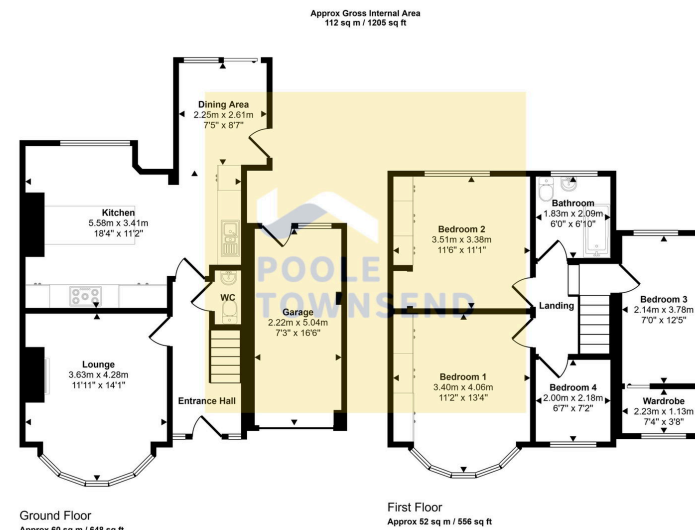 Approx Gross Internal Area
112 sq m / 1205 sq ft
Dining Area
2.25m x 2.61m
7'5" x 8'7"
Kitchen
5.58m x 3.41m
18'4" x 11'2"
WC
Lounge
3.63m x 4.28m
11'11" x 14'1"
Entrance Hall
Garage
2.22m x 5.04m
7'3" x 16'6"
POOLE
TOWNSEND
Bedroom 2
3.51m x 3.38m
11'6" x 11'1"
Bathroom
1.83m x 2.09m
6'0" x 6'10"
Landing
Bedroom 3
2.14m x 3.78m
7'0" x 12'5"
Bedroom 1
3.40m x 4.06m
11'2" x 13'4"
Bedroom 4
2.00m x 2.18m
6'7" x 7'2"
Wardrobe
2.23m x 1.13m
7'4" x 3'8"
Ground Floor
Approx 60 sq m / 648 sq ft
First Floor
Approx 52 sq m / 556 sq ft